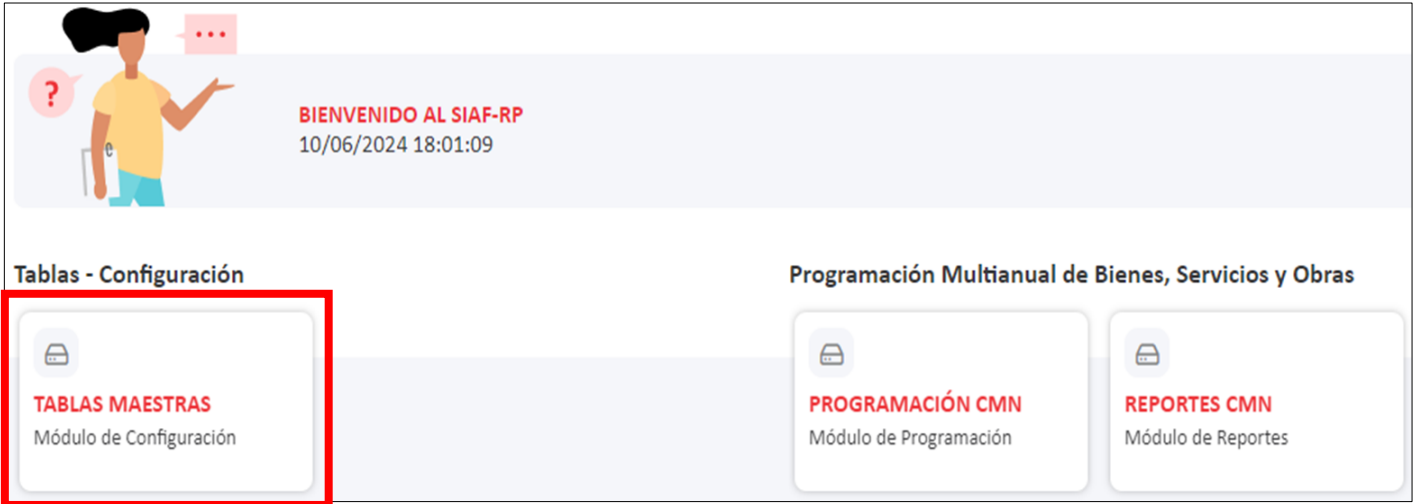 ?
...
e
BIENVENIDO AL SIAF-RP
10/06/2024 18:01:09
Tablas - Configuración
TABLAS MAESTRAS
Módulo de Configuración
Programación Multianual de Bienes, Servicios y Obras
PROGRAMACIÓN CMN
Módulo de Programación
REPORTES CMN
Módulo de Reportes